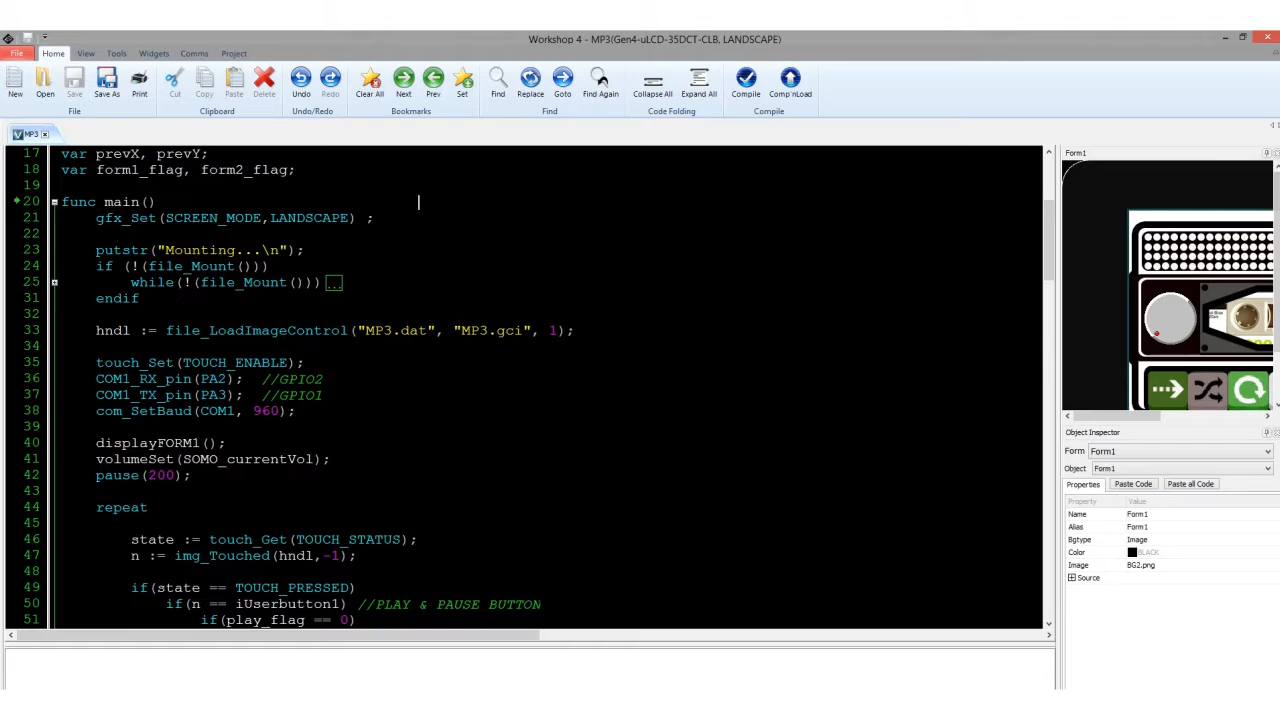 Workshop 4 - MP3(Gen4-uLCD-35DCT-CLB, LANDSCAPE)
File Home View Tools Widgets Comms Project
New Open Save Save As Print Cut Copy Paste Delete Undo Redo Clear All Next Prev Set Find Replace Goto Find Again Collapse All Expand All Compile Comp'nLoad
File Clipboard Undo/Redo Bookmarks Find Code Folding Compile
MP3
17 var prevX, prevY;
18 var form1_flag, form2_flag;
19
20 func main()
21 gfx_Set(SCREEN_MODE,LANDSCAPE) ;
22
23 putstr("Mounting...\n");
24 if (!(file_Mount()))
25 while(!(file_Mount())) ...
31 endif
32
33 hndl := file_LoadImageControl("MP3.dat", "MP3.gci", 1);
34
35 touch_Set(TOUCH_ENABLE);
36 COM1_RX_pin(PA2); //GPIO2
37 COM1_TX_pin(PA3); //GPIO1
38 com_SetBaud(COM1, 960);
39
40 displayFORM1();
41 volumeSet(SOMO_currentVol);
42 pause(200);
43
44 repeat
45
46 state := touch_Get(TOUCH_STATUS);
47 n := img_Touched(hndl,-1);
48
49 if(state == TOUCH_PRESSED)
50 if(n == iUserbutton1) //PLAY & PAUSE BUTTON
51 if(play_flag == 0)
Form1
Object Inspector
Form Form1
Object Form1
Properties Paste Code Paste all Code
Property Value
Name Form1
Alias Form1
Bgtype Image
Color BLACK
Image BG2.png
Source